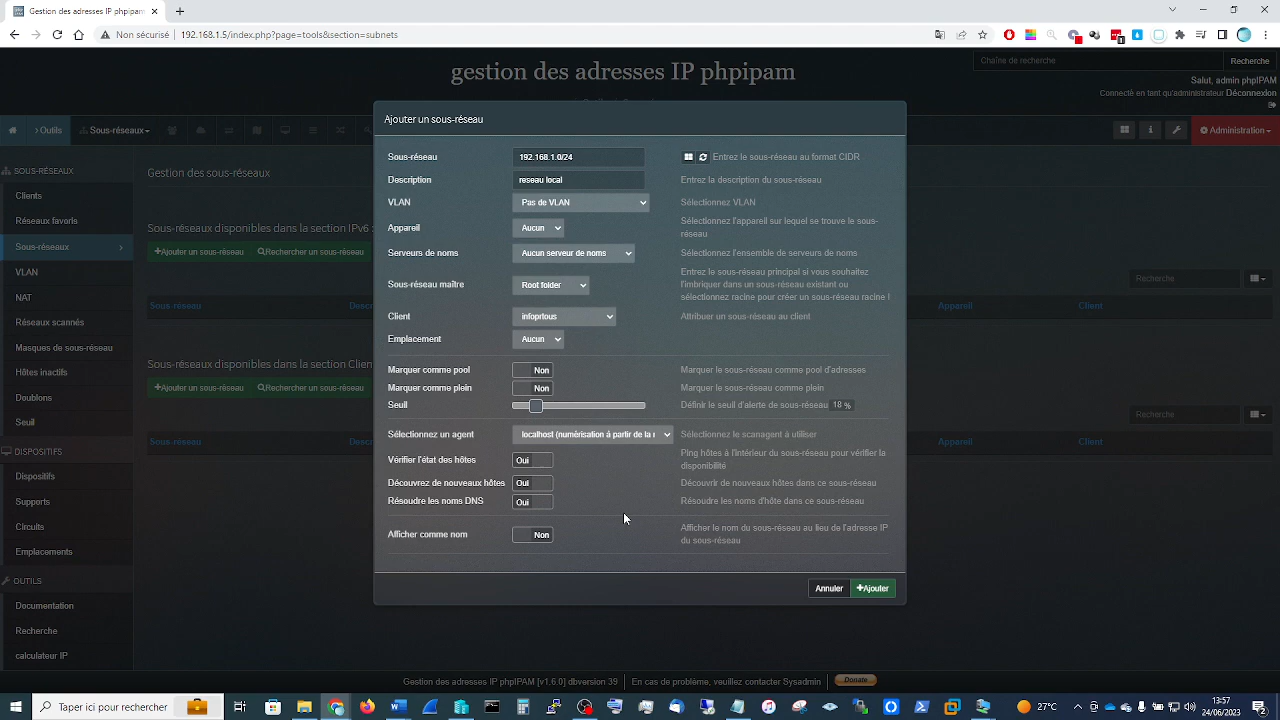 Gestion des adresses IP phpipa
Non sécurisé
192.168.1.5/index.php?page=tools&section=subnets
gestion des adresses IP phpipam
Chaîne de recherche
Recherche
Salut, admin phpIPAM
Connecté en tant qu'administrateur Déconnexion
Outils
Sous-réseaux
Administration
SOUS-RÉSEAUX
Clients
Réseaux favoris
Sous-réseaux
VLAN
NAT
Réseaux scannés
Masques de sous-réseau
Hôtes inactifs
Doublons
Seuil
DISPOSITIFS
Dispositifs
Supports
Circuits
Emplacements
OUTILS
Documentation
Recherche
calculateur IP
Gestion des sous-réseaux
Sous-réseaux disponibles dans la section IPv6
+Ajouter un sous-réseau
Rechercher un sous-réseau
Recherche
Sous-réseau
Appareil
Client
Sous-réseaux disponibles dans la section Clien
+Ajouter un sous-réseau
Rechercher un sous-réseau
Recherche
Sous-réseau
Appareil
Client
Ajouter un sous-réseau
Sous-réseau
192.168.1.0/24
Entrez le sous-réseau au format CIDR
Description
reseau local
Entrez la description du sous-réseau
VLAN
Pas de VLAN
Sélectionnez VLAN
Appareil
Aucun
Sélectionnez l'appareil sur lequel se trouve le sous-
réseau
Serveurs de noms
Aucun serveur de noms
Sélectionnez l'ensemble de serveurs de noms
Sous-réseau maître
Root folder
Entrez le sous-réseau principal si vous souhaitez
l'imbriquer dans un sous-réseau existant ou
sélectionnez racine pour créer un sous-réseau racine !
Client
infoprtous
Attribuer un sous-réseau au client
Emplacement
Aucun
Marquer comme pool
Non
Marquer le sous-réseau comme pool d'adresses
Marquer comme plein
Non
Marquer le sous-réseau comme plein
Seuil
Définir le seuil d'alerte de sous-réseau 18 %
Sélectionnez un agent
localhost (numérisation à partir de la r
Sélectionnez le scanagent à utiliser
Vérifier l'état des hôtes
Oui
Ping hôtes à l'intérieur du sous-réseau pour vérifier la
disponibilité
Découvrez de nouveaux hôtes
Oui
Découvrir de nouveaux hôtes dans ce sous-réseau
Résoudre les noms DNS
Oui
Résoudre les noms d'hôte dans ce sous-réseau
Afficher comme nom
Non
Afficher le nom du sous-réseau au lieu de l'adresse IP
du sous-réseau
Annuler
+Ajouter
Gestion des adresses IP phpIPAM [v1.6.0] dbversion 39
En cas de problème, veuillez contacter Sysadmin
Donate
Taper ici pour rechercher
21°C
13:57
24/06/2023